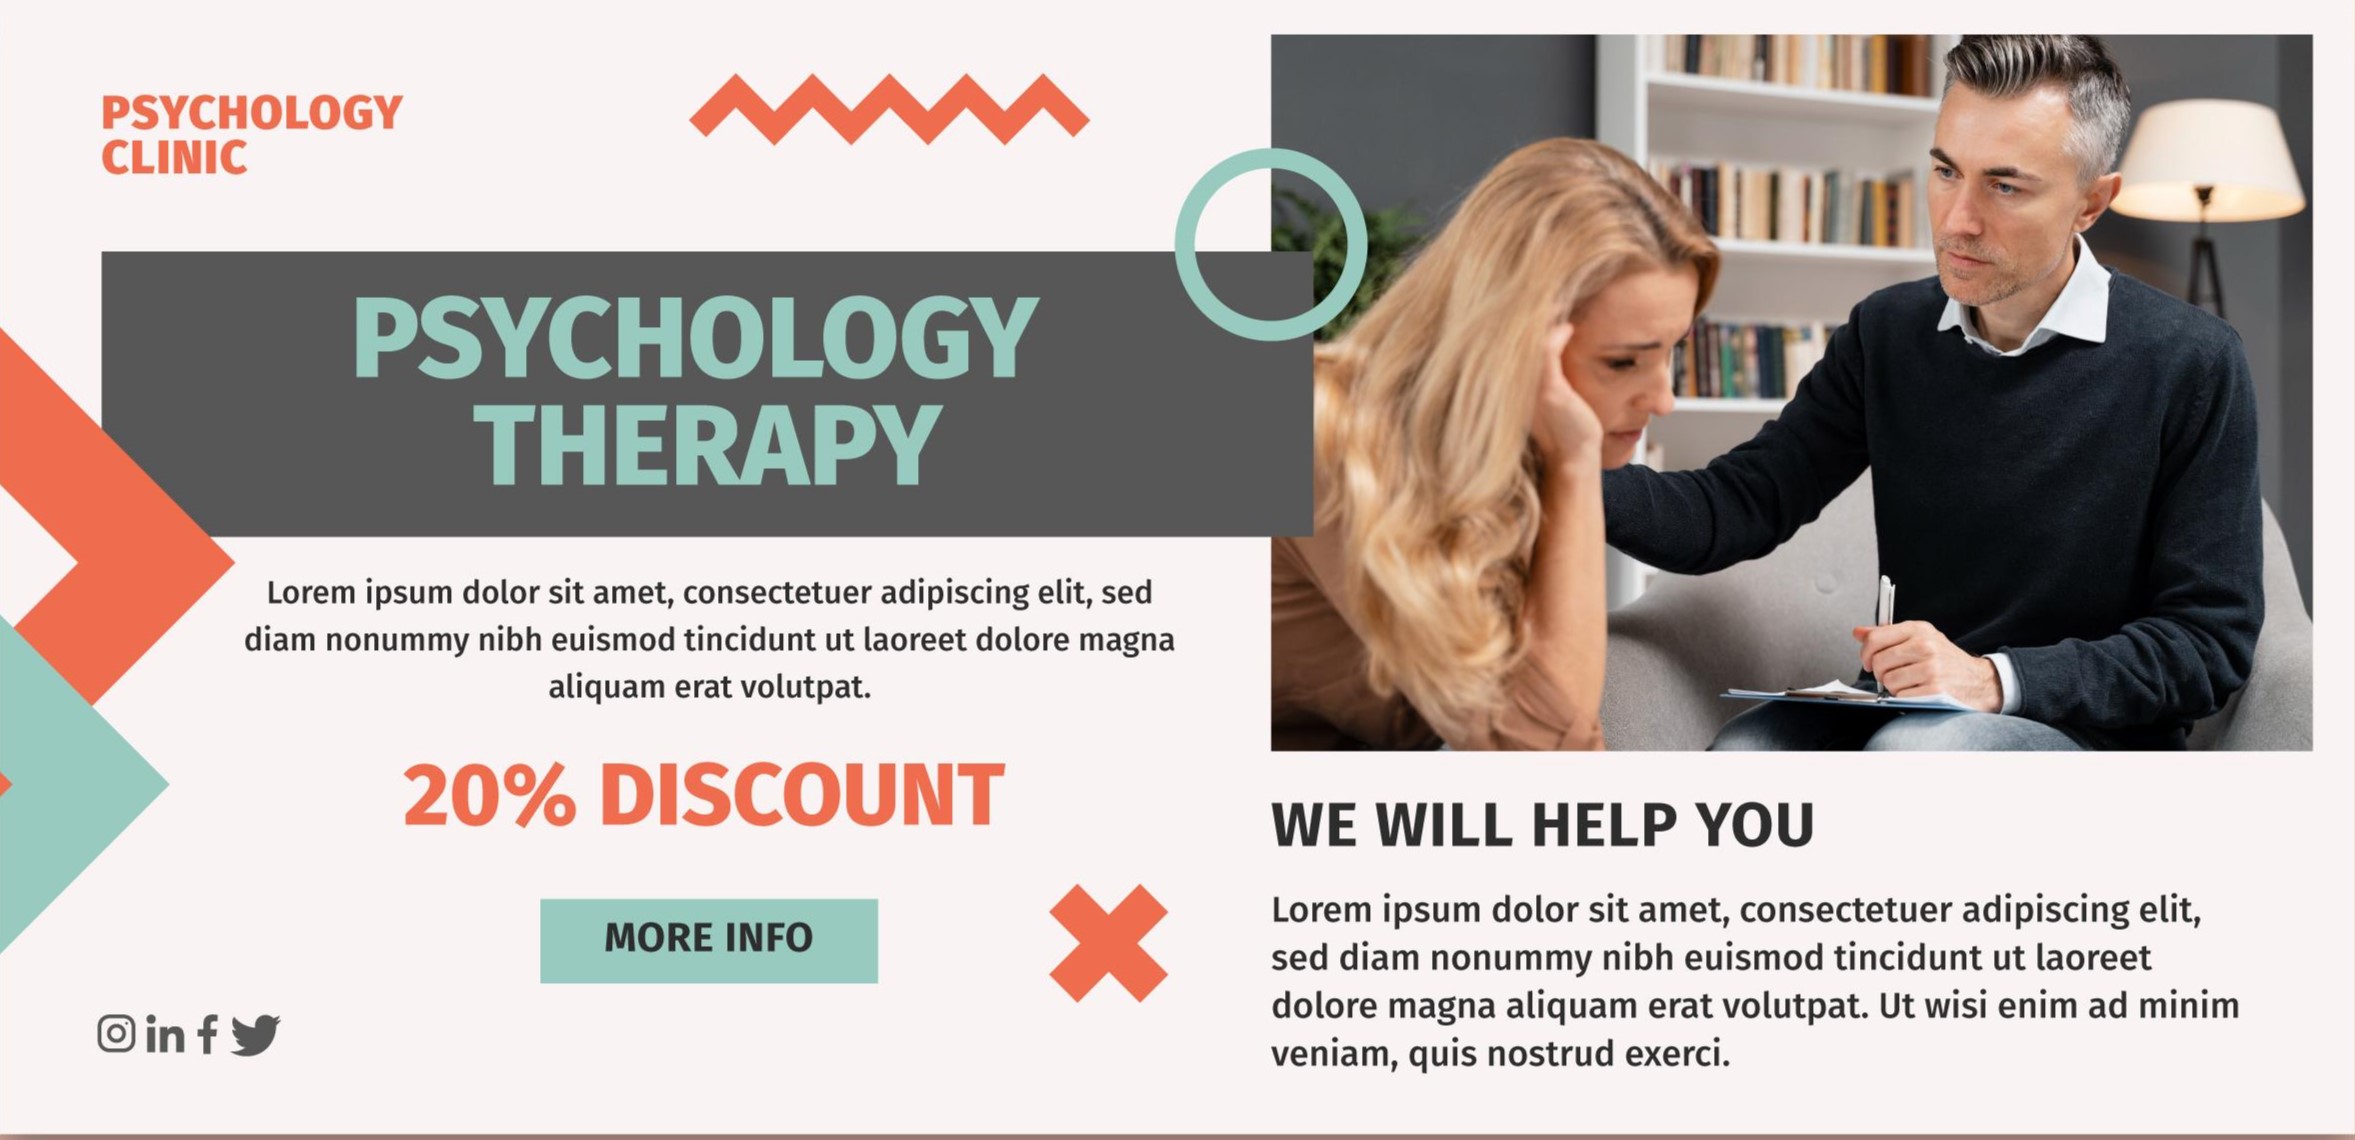 PSYCHOLOGY
CLINIC
PSYCHOLOGY
THERAPY
Lorem ipsum dolor sit amet, consectetuer adipiscing elit, sed
diam nonummy nibh euismod tincidunt ut laoreet dolore magna
aliquam erat volutpat.
20% DISCOUNT
MORE INFO
WE WILL HELP YOU
Lorem ipsum dolor sit amet, consectetuer adipiscing elit,
sed diam nonummy nibh euismod tincidunt ut laoreet
dolore magna aliquam erat volutpat. Ut wisi enim ad minim
veniam, quis nostrud exerci.